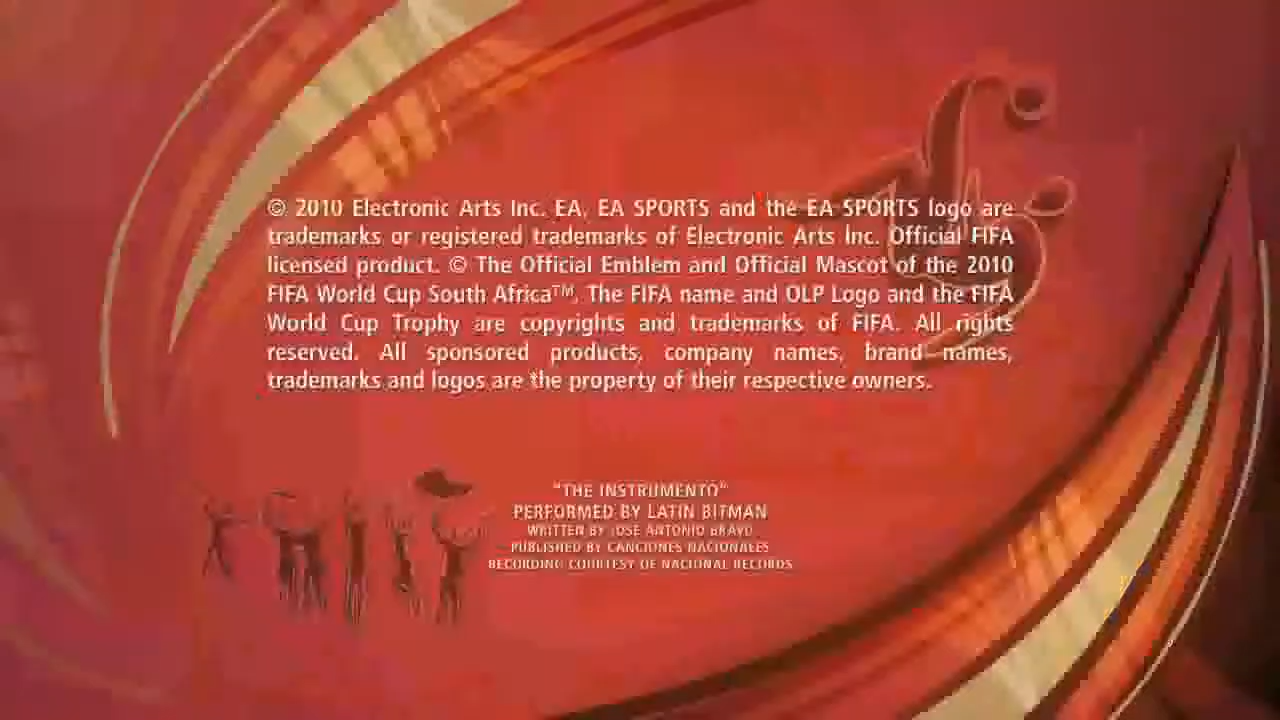 © 2010 Electronic Arts Inc. EA, EA SPORTS and the EA SPORTS logo are
trademarks or registered trademarks of Electronic Arts Inc. Official FIFA
licensed product. © The Official Emblem and Official Mascot of the 2010
FIFA World Cup South Africa™. The FIFA name and OLP Logo and the FIFA
World Cup Trophy are copyrights and trademarks of FIFA. All rights
reserved. All sponsored products, company names, brand names,
trademarks and logos are the property of their respective owners.
"THE INSTRUMENTO"
PERFORMED BY LATIN BITMAN
WRITTEN BY JOSE ANTONIO BRAVO
PUBLISHED BY CANCIONES NACIONALES
RECORDING COURTESY OF NACIONAL RECORDS